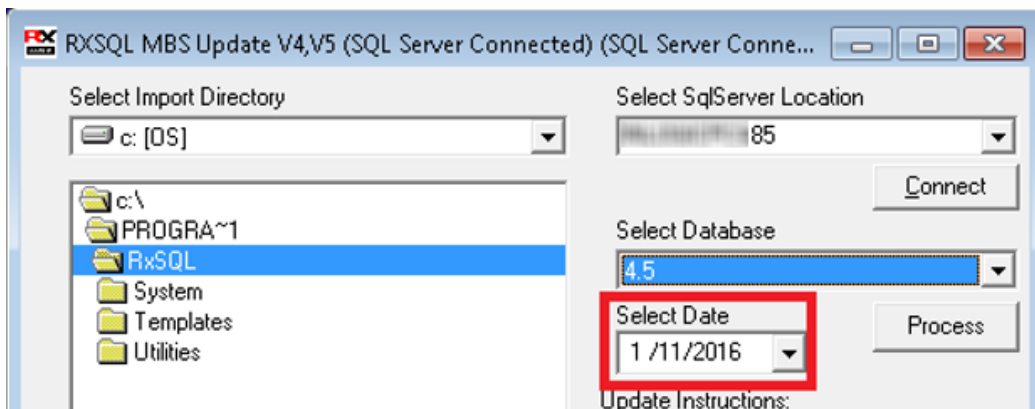 RX
RXSQL MBS Update V4,V5 (SQL Server Connected) (SQL Server Conne...
Select Import Directory
c: [OS]
c:\
PROGRA~1
RxSQL
System
Templates
Utilities
Select SqlServer Location
85
Connect
Select Database
4.5
Select Date
1 /11/2016
Process
Update Instructions: